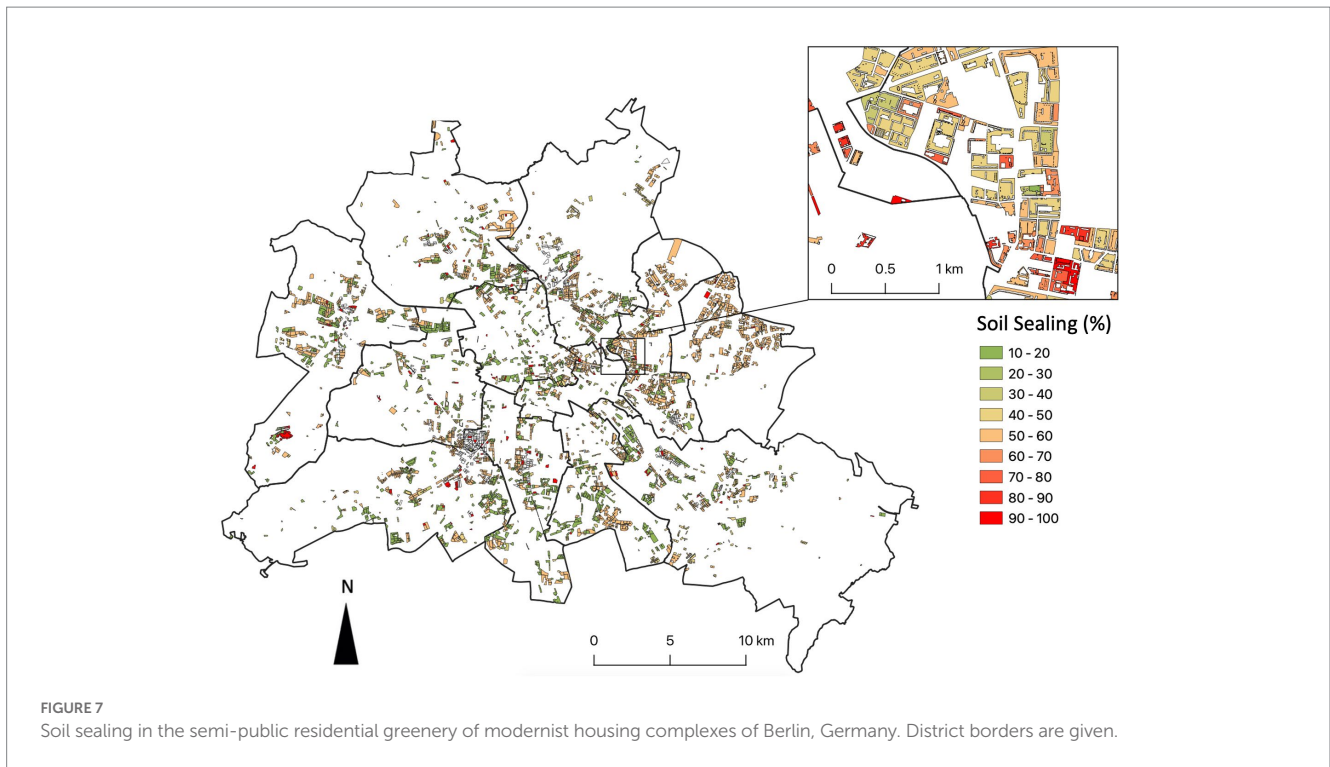 0 0.5 1 km
Soil Sealing (%)
10 - 20
20 - 30
30 - 40
40 - 50
50 - 60
60 - 70
70 - 80
80 - 90
90 - 100
N
0 5 10 km
FIGURE 7
Soil sealing in the semi-public residential greenery of modernist housing complexes of Berlin, Germany. District borders are given.